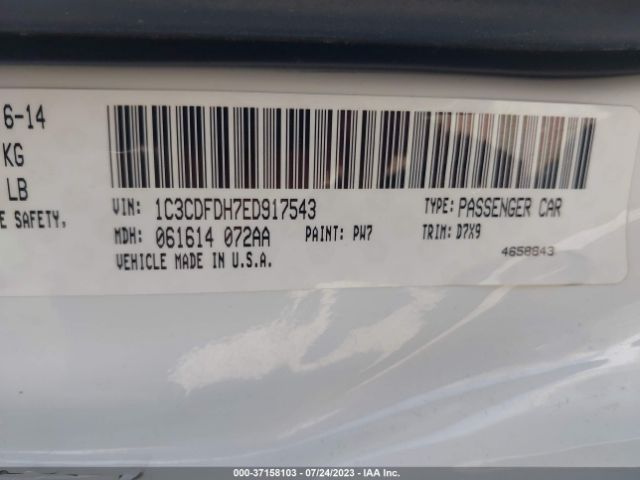 6-14
KG
LB
E SAFETY,
VIN: 1C3CDFDH7ED917543 TYPE: PASSENGER CAR
MDH: 061614 072AA PAINT: PW7 TRIM: D7X9
VEHICLE MADE IN U.S.A. 4658643
000-37158103 - 07/24/2023 - IAA Inc.